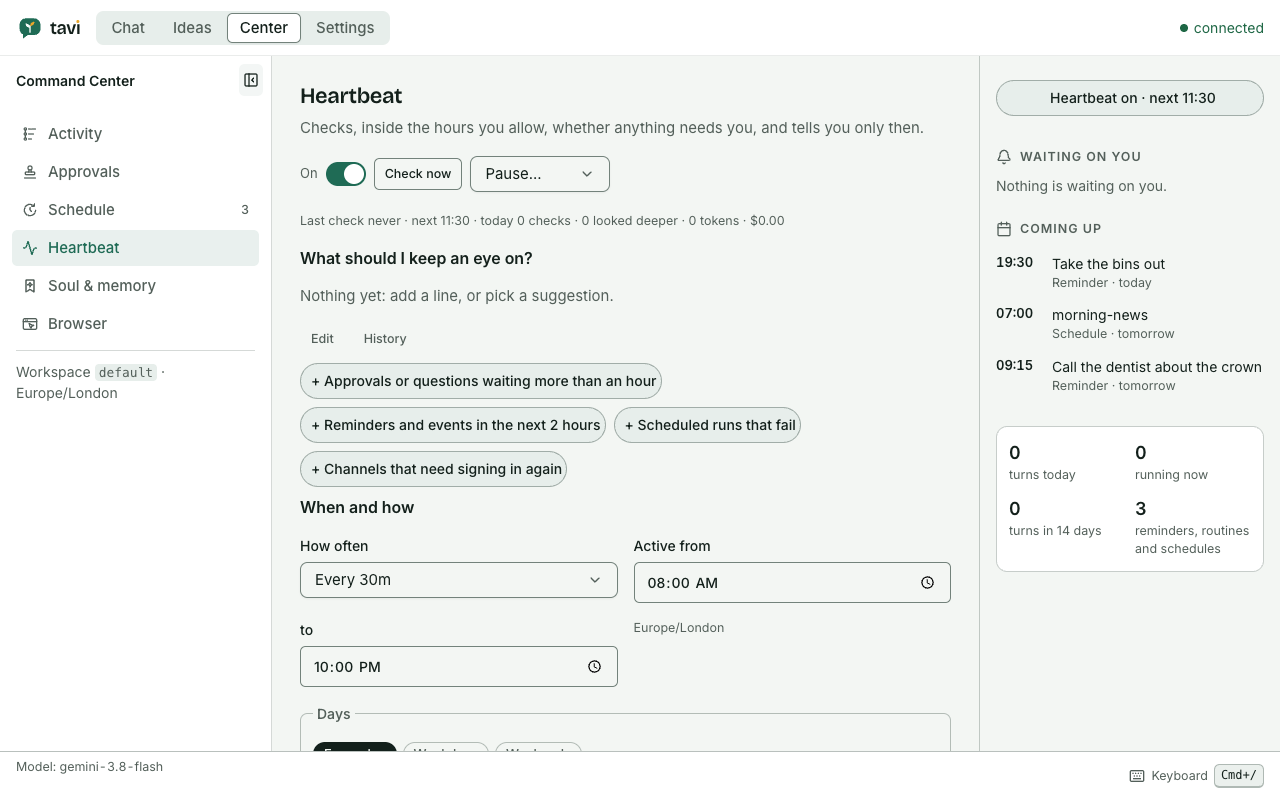 tavi
Chat
Ideas
Center
Settings
connected
Command Center
Activity
Approvals
Schedule
3
Heartbeat
Soul & memory
Browser
Workspace default ·
Europe/London
Heartbeat
Checks, inside the hours you allow, whether anything needs you, and tells you only then.
On
Check now
Pause...
Last check never · next 11:30 · today 0 checks · 0 looked deeper · 0 tokens · $0.00
What should I keep an eye on?
Nothing yet: add a line, or pick a suggestion.
Edit
History
+ Approvals or questions waiting more than an hour
+ Reminders and events in the next 2 hours
+ Scheduled runs that fail
+ Channels that need signing in again
When and how
How often
Every 30m
Active from
08:00 AM
Europe/London
to
10:00 PM
Days
Heartbeat on · next 11:30
WAITING ON YOU
Nothing is waiting on you.
COMING UP
19:30
Take the bins out
Reminder · today
07:00
morning-news
Schedule · tomorrow
09:15
Call the dentist about the crown
Reminder · tomorrow
0
turns today
0
running now
0
turns in 14 days
3
reminders, routines
and schedules
Model: gemini-3.8-flash
Keyboard
Cmd+/